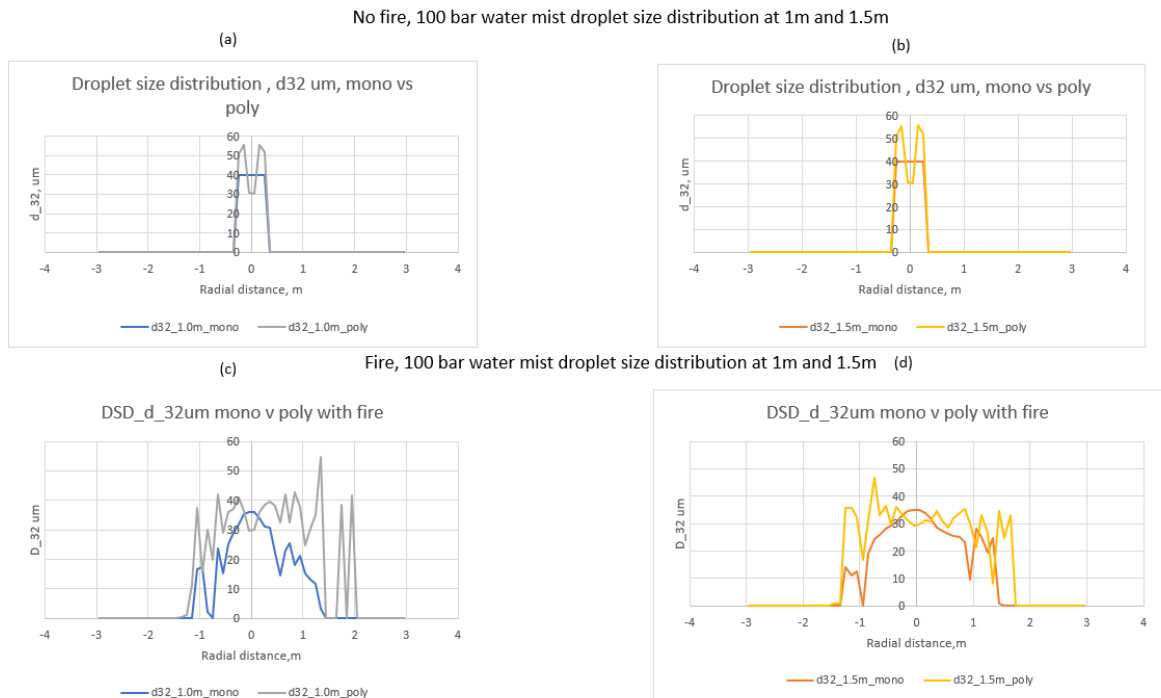 No fire, 100 bar water mist droplet size distribution at 1m and 1.5m
(a)
Droplet size distribution , d32 um, mono vs
poly
60
50
40
30
20
10
0
-4 -3 -2 -1 0 1 2 3 4
d_32, um
Radial distance, m
d32_1.0m_mono d32_1.0m_poly
(b)
Droplet size distribution , d32 um, mono vs poly
60
50
40
30
20
10
0
-4 -3 -2 -1 0 1 2 3 4
d_32, um
Radial distance, m
d32_1.5m_mono d32_1.5m_poly
Fire, 100 bar water mist droplet size distribution at 1m and 1.5m
(c)
DSD_d_32um mono v poly with fire
60
50
40
30
20
10
0
-4 -3 -2 -1 0 1 2 3 4
D_32 um
Radial distance,m
d32_1.0m_mono d32_1.0m_poly
(d)
DSD_d_32um mono v poly with fire
60
50
40
30
20
10
0
-4 -3 -2 -1 0 1 2 3 4
D_32 um
Radial distance, m
d32_1.5m_mono d32_1.5m_poly